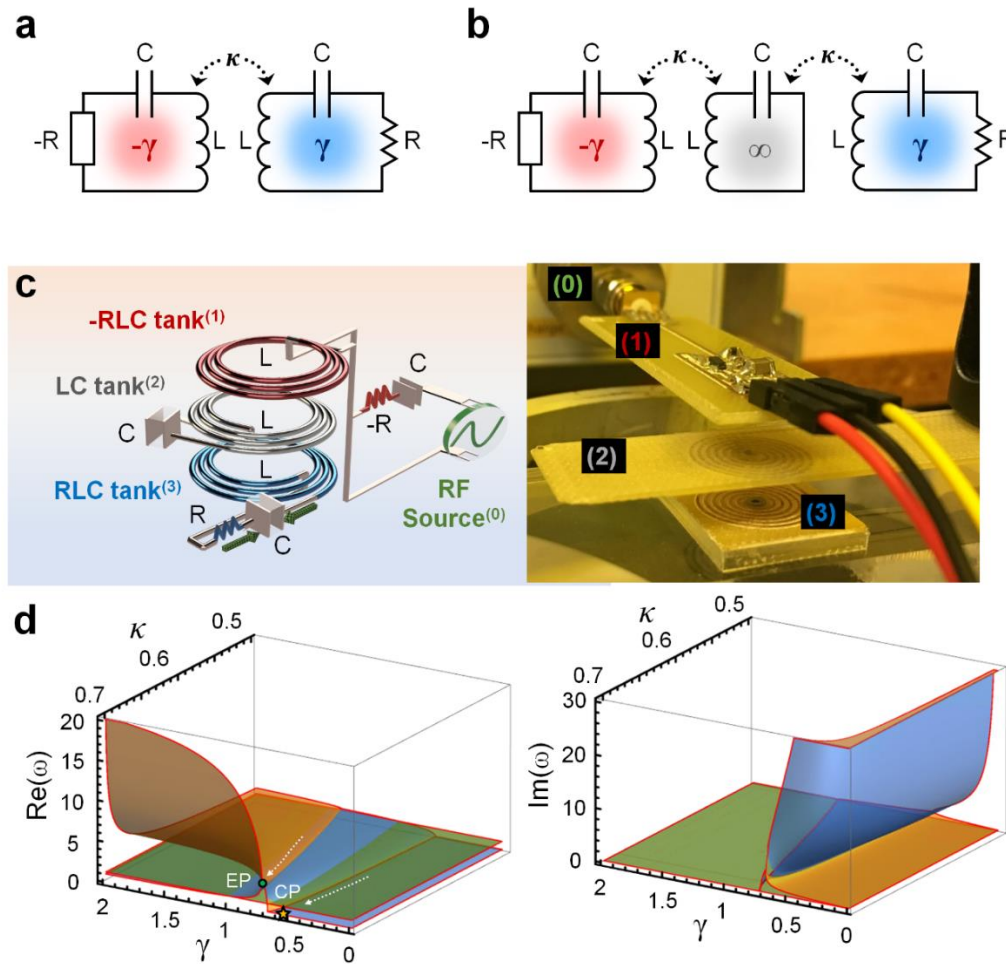 a
C
κ
C
-R
-γ
L
L
γ
R
b
C
κ
C
κ
C
-R
-γ
L
L
∞
L
γ
R
c
-RLC tank(1)
L
C
LC tank(2)
L
-R
C
RLC tank(3)
L
RF
Source(0)
R
C
(0)
(1)
(2)
(3)
d
κ
0.5
0.6
0.7
20
15
10
5
0
Re(ω)
EP
CP
2
1.5
1
0.5
0
γ
κ
0.5
0.6
0.7
30
20
10
0
Im(ω)
2
1.5
1
0.5
0
γ